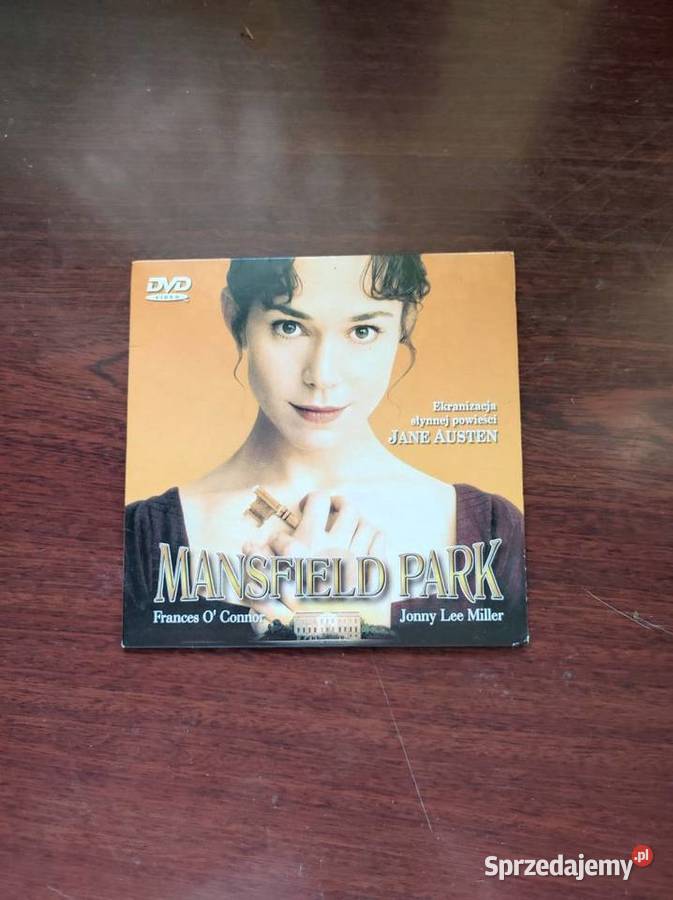 DVD
VIDEO
Ekranizacja
słynnej powieści
JANE AUSTEN
MANSFIELD PARK
Frances O' Connor
Jonny Lee Miller
Sprzedajemy.pl